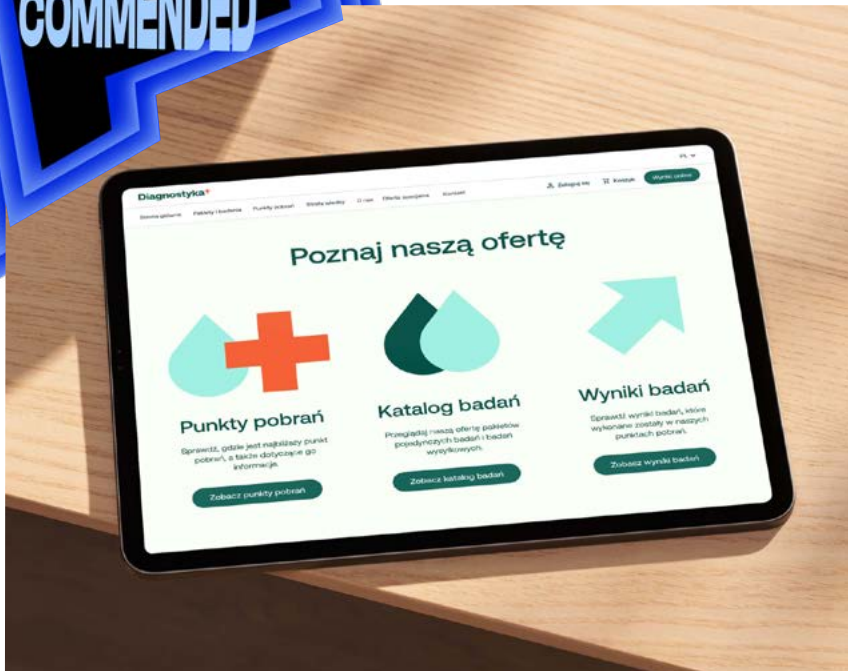 COMMENDED
Diagnostyka+
PL
Strona główna Pakiety i badania Punkty pobrań Strefa wiedzy O nas Oferta specjalna Kontakt Zaloguj się Koszyk Wyniki online
Poznaj naszą ofertę
Punkty pobrań
Sprawdź, gdzie jest najbliższy punkt
pobrań, a także dotyczące go
informacje.
Zobacz punkty pobrań
Katalog badań
Przeglądaj naszą ofertę pakietów
pojedynczych badań i badań
wysyłkowych.
Zobacz katalog badań
Wyniki badań
Sprawdź wyniki badań, które
wykonane zostały w naszych
punktach pobrań.
Zobacz wyniki badań